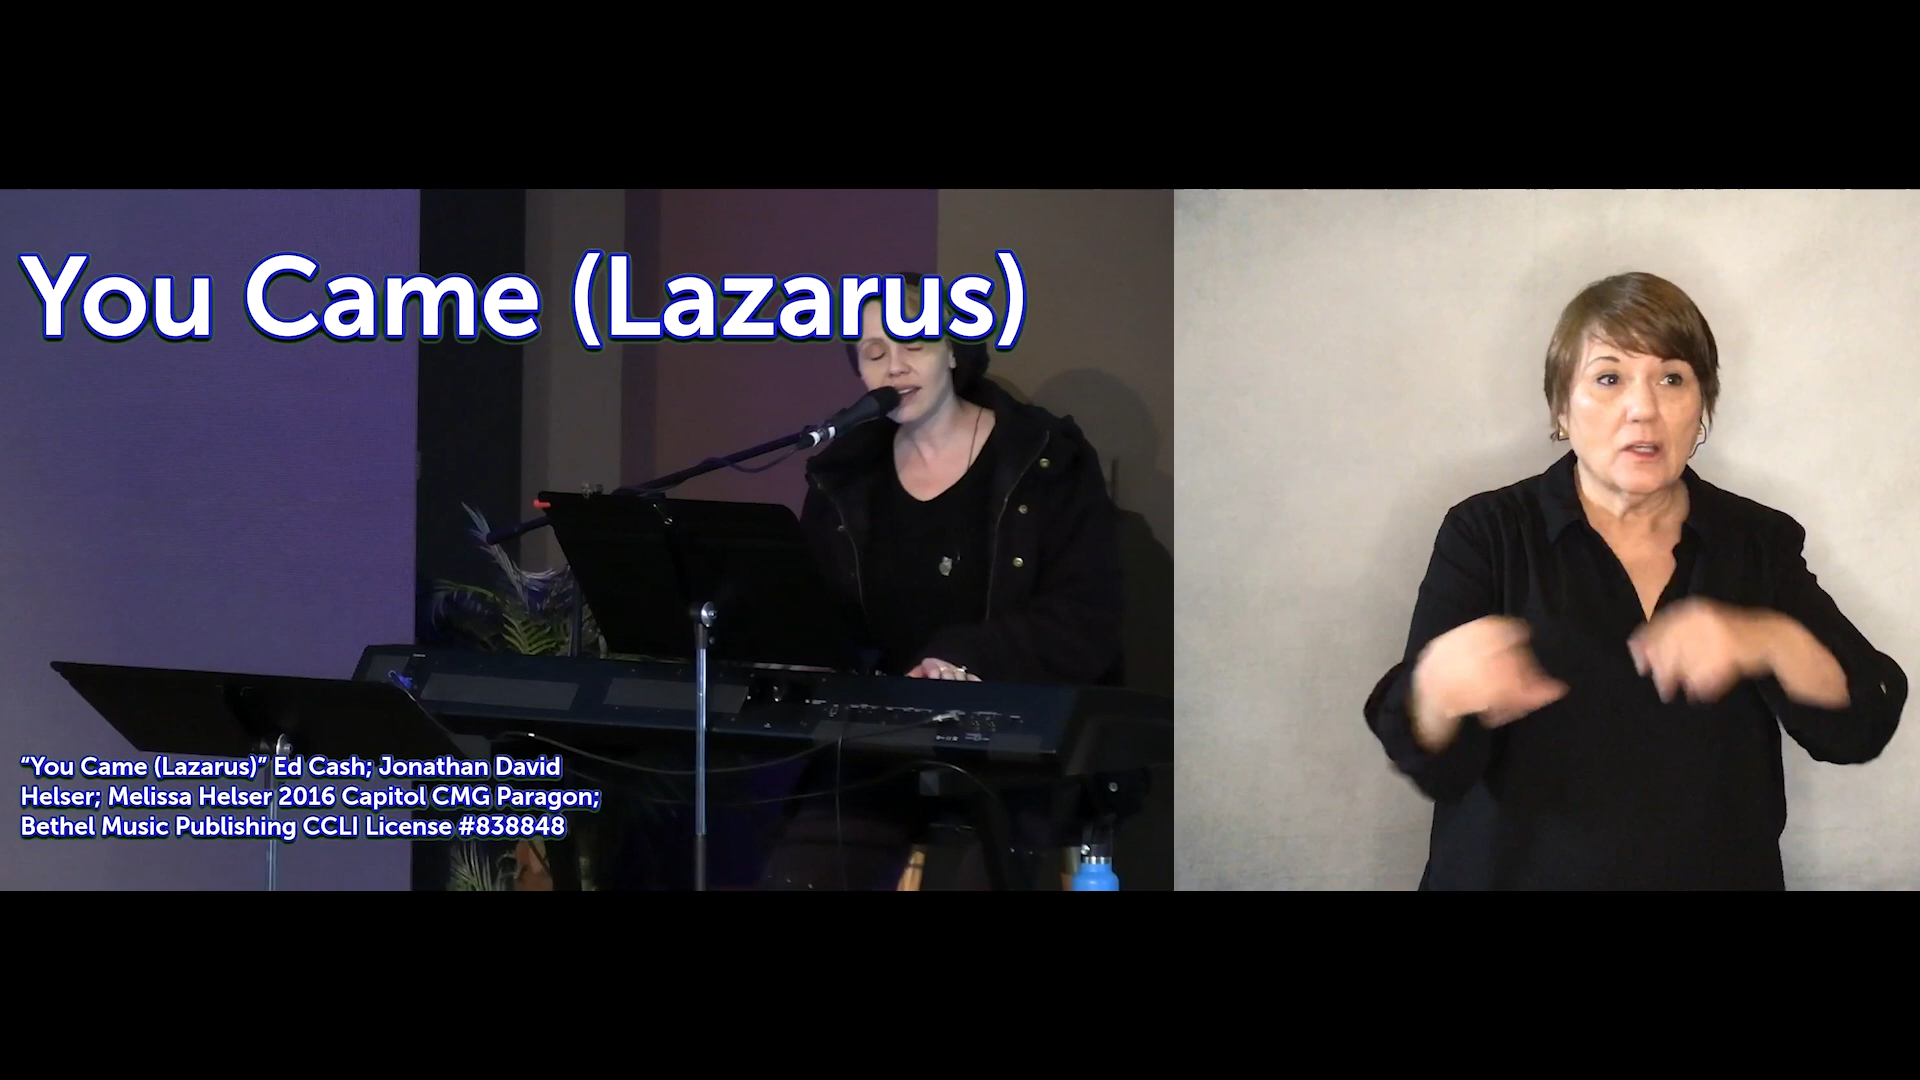 You Came (Lazarus)
“You Came (Lazarus)” Ed Cash; Jonathan David
Helser; Melissa Helser 2016 Capitol CMG Paragon;
Bethel Music Publishing CCLI License #838848